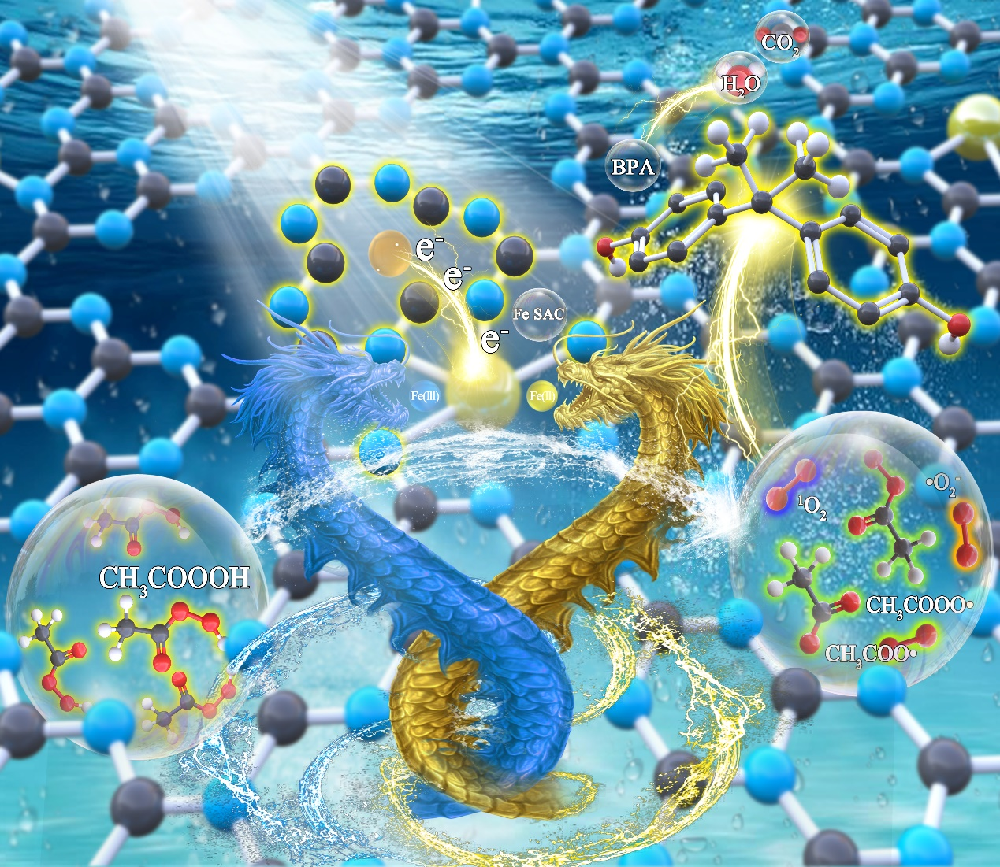 CO₂
H₂O
BPA
e⁻
e⁻
Fe SAC
e⁻
Fe(III)
Fe(II)
¹O₂
•O₂⁻
CH₃COOOH
CH₃COOO•
CH₃COO•